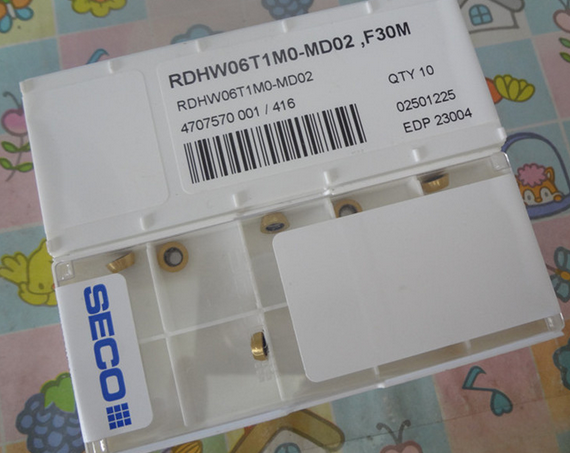 RDHW06T1M0-MD02 ,F30M
RDHW06T1M0-MD02
QTY 10
4707570 001 / 416
02501225
EDP 23004
SECO